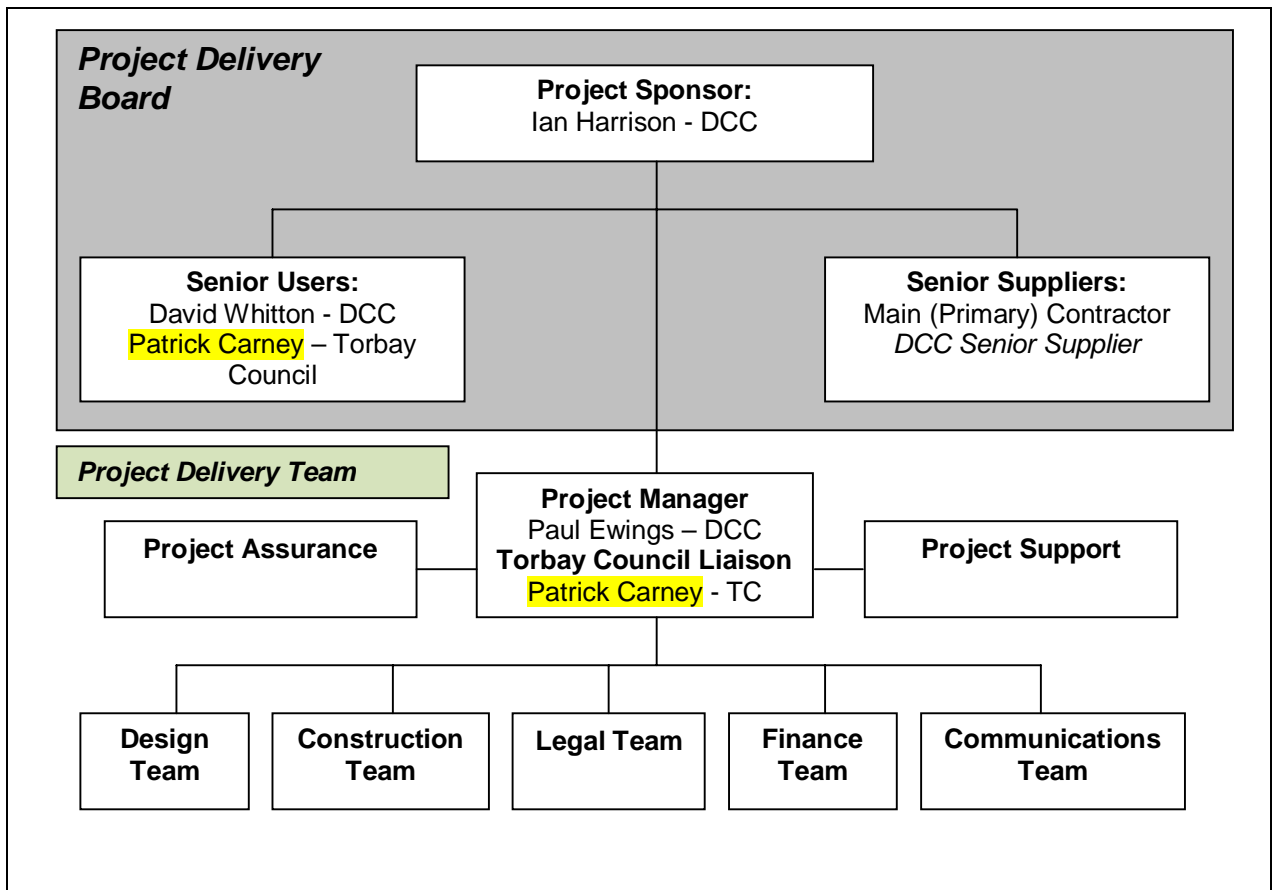 Project Delivery
Board
Project Sponsor:
Ian Harrison - DCC
Senior Users:
David Whitton - DCC
Patrick Carney – Torbay
Council
Senior Suppliers:
Main (Primary) Contractor
DCC Senior Supplier
Project Delivery Team
Project Manager
Paul Ewings – DCC
Torbay Council Liaison
Patrick Carney - TC
Project Assurance
Project Support
Design
Team
Construction
Team
Legal Team
Finance
Team
Communications
Team